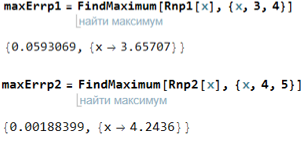 maxErrp1 = FindMaximum[Rnp1[x], {x, 3, 4}]
найти максимум
{0.0593069, {x → 3.65707}}
maxErrp2 = FindMaximum[Rnp2[x], {x, 4, 5}]
найти максимум
{0.00188399, {x → 4.2436}}